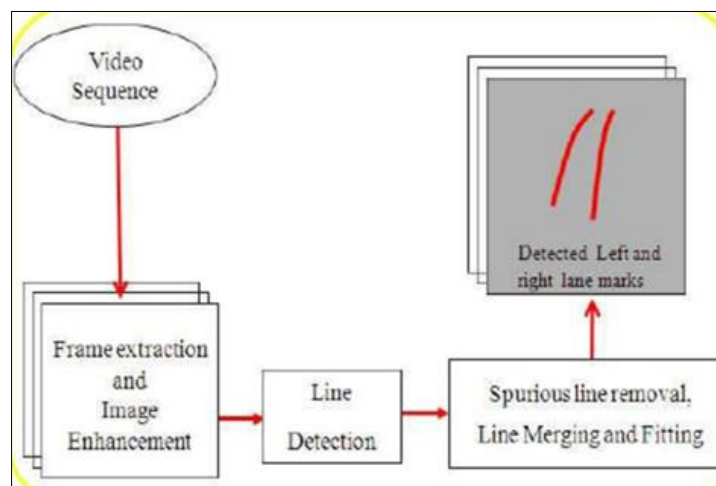 Video
Sequence
Frame extraction
and
Image
Enhancement
Line
Detection
Spurious line removal,
Line Merging and Fitting
Detected Left and
right lane marks